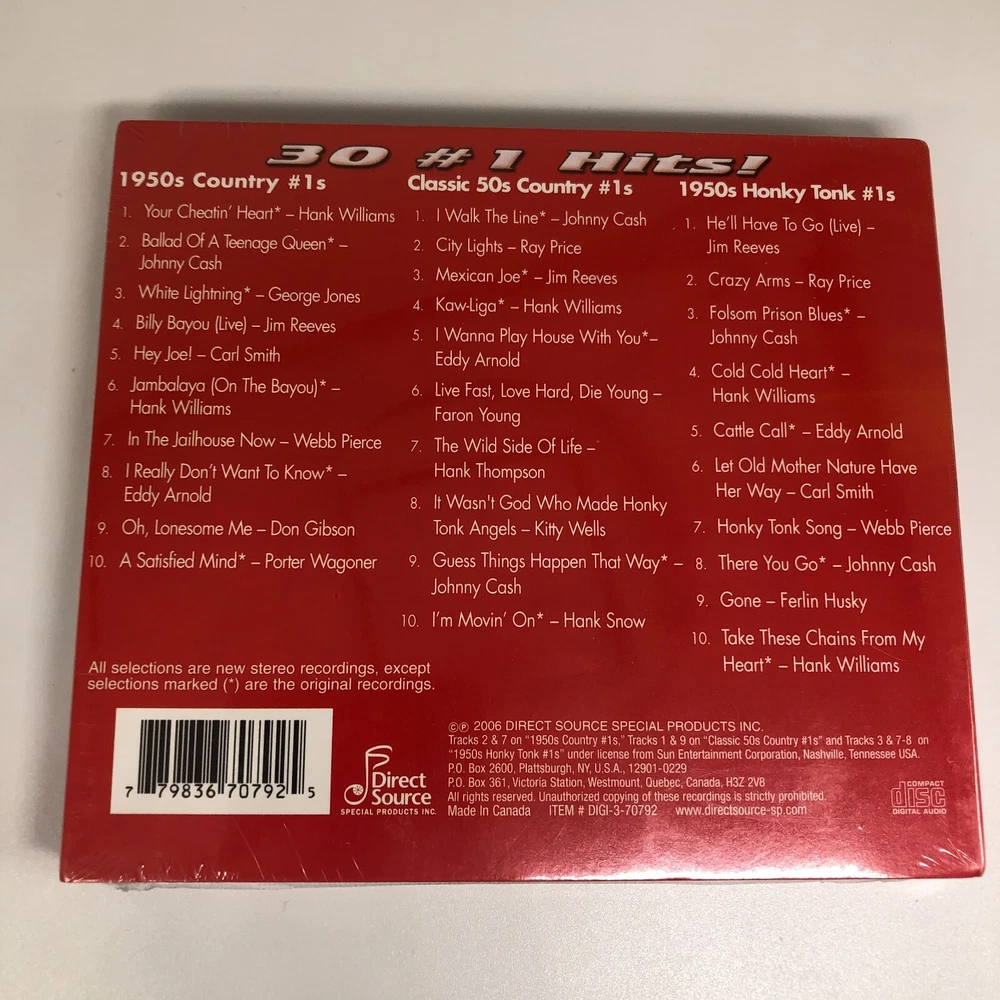 30 #1 Hits!
1950s Country #1s
1. Your Cheatin' Heart* – Hank Williams
2. Ballad Of A Teenage Queen* –
Johnny Cash
3. White Lightning* – George Jones
4. Billy Bayou (Live) – Jim Reeves
5. Hey Joe! – Carl Smith
6. Jambalaya (On The Bayou)* –
Hank Williams
7. In The Jailhouse Now – Webb Pierce
8. I Really Don't Want To Know* –
Eddy Arnold
9. Oh, Lonesome Me – Don Gibson
10. A Satisfied Mind* – Porter Wagoner
Classic 50s Country #1s
1. I Walk The Line* – Johnny Cash
2. City Lights – Ray Price
3. Mexican Joe* – Jim Reeves
4. Kaw-Liga* – Hank Williams
5. I Wanna Play House With You*–
Eddy Arnold
6. Live Fast, Love Hard, Die Young –
Faron Young
7. The Wild Side Of Life –
Hank Thompson
8. It Wasn't God Who Made Honky
Tonk Angels – Kitty Wells
9. Guess Things Happen That Way* –
Johnny Cash
10. I'm Movin' On* – Hank Snow
1950s Honky Tonk #1s
1. He'll Have To Go (Live) –
Jim Reeves
2. Crazy Arms – Ray Price
3. Folsom Prison Blues* –
Johnny Cash
4. Cold Cold Heart* –
Hank Williams
5. Cattle Call* – Eddy Arnold
6. Let Old Mother Nature Have
Her Way – Carl Smith
7. Honky Tonk Song – Webb Pierce
8. There You Go* – Johnny Cash
9. Gone – Ferlin Husky
10. Take These Chains From My
Heart* – Hank Williams
All selections are new stereo recordings, except
selections marked (*) are the original recordings.
7 79836 70792 5
Direct
Source
SPECIAL PRODUCTS INC.
©℗ 2006 DIRECT SOURCE SPECIAL PRODUCTS INC.
Tracks 2 & 7 on "1950s Country #1s," Tracks 1 & 9 on "Classic 50s Country #1s" and Tracks 3 & 7-8 on
"1950s Honky Tonk #1s" under license from Sun Entertainment Corporation, Nashville, Tennessee USA.
P.O. Box 2600, Plattsburgh, NY, U.S.A., 12901-0229
P.O. Box 361, Victoria Station, Westmount, Quebec, Canada, H3Z 2V8
All rights reserved. Unauthorized copying of these recordings is strictly prohibited.
Made In Canada ITEM # DIGI-3-70792 www.directsource-sp.com
COMPACT
disc
DIGITAL AUDIO